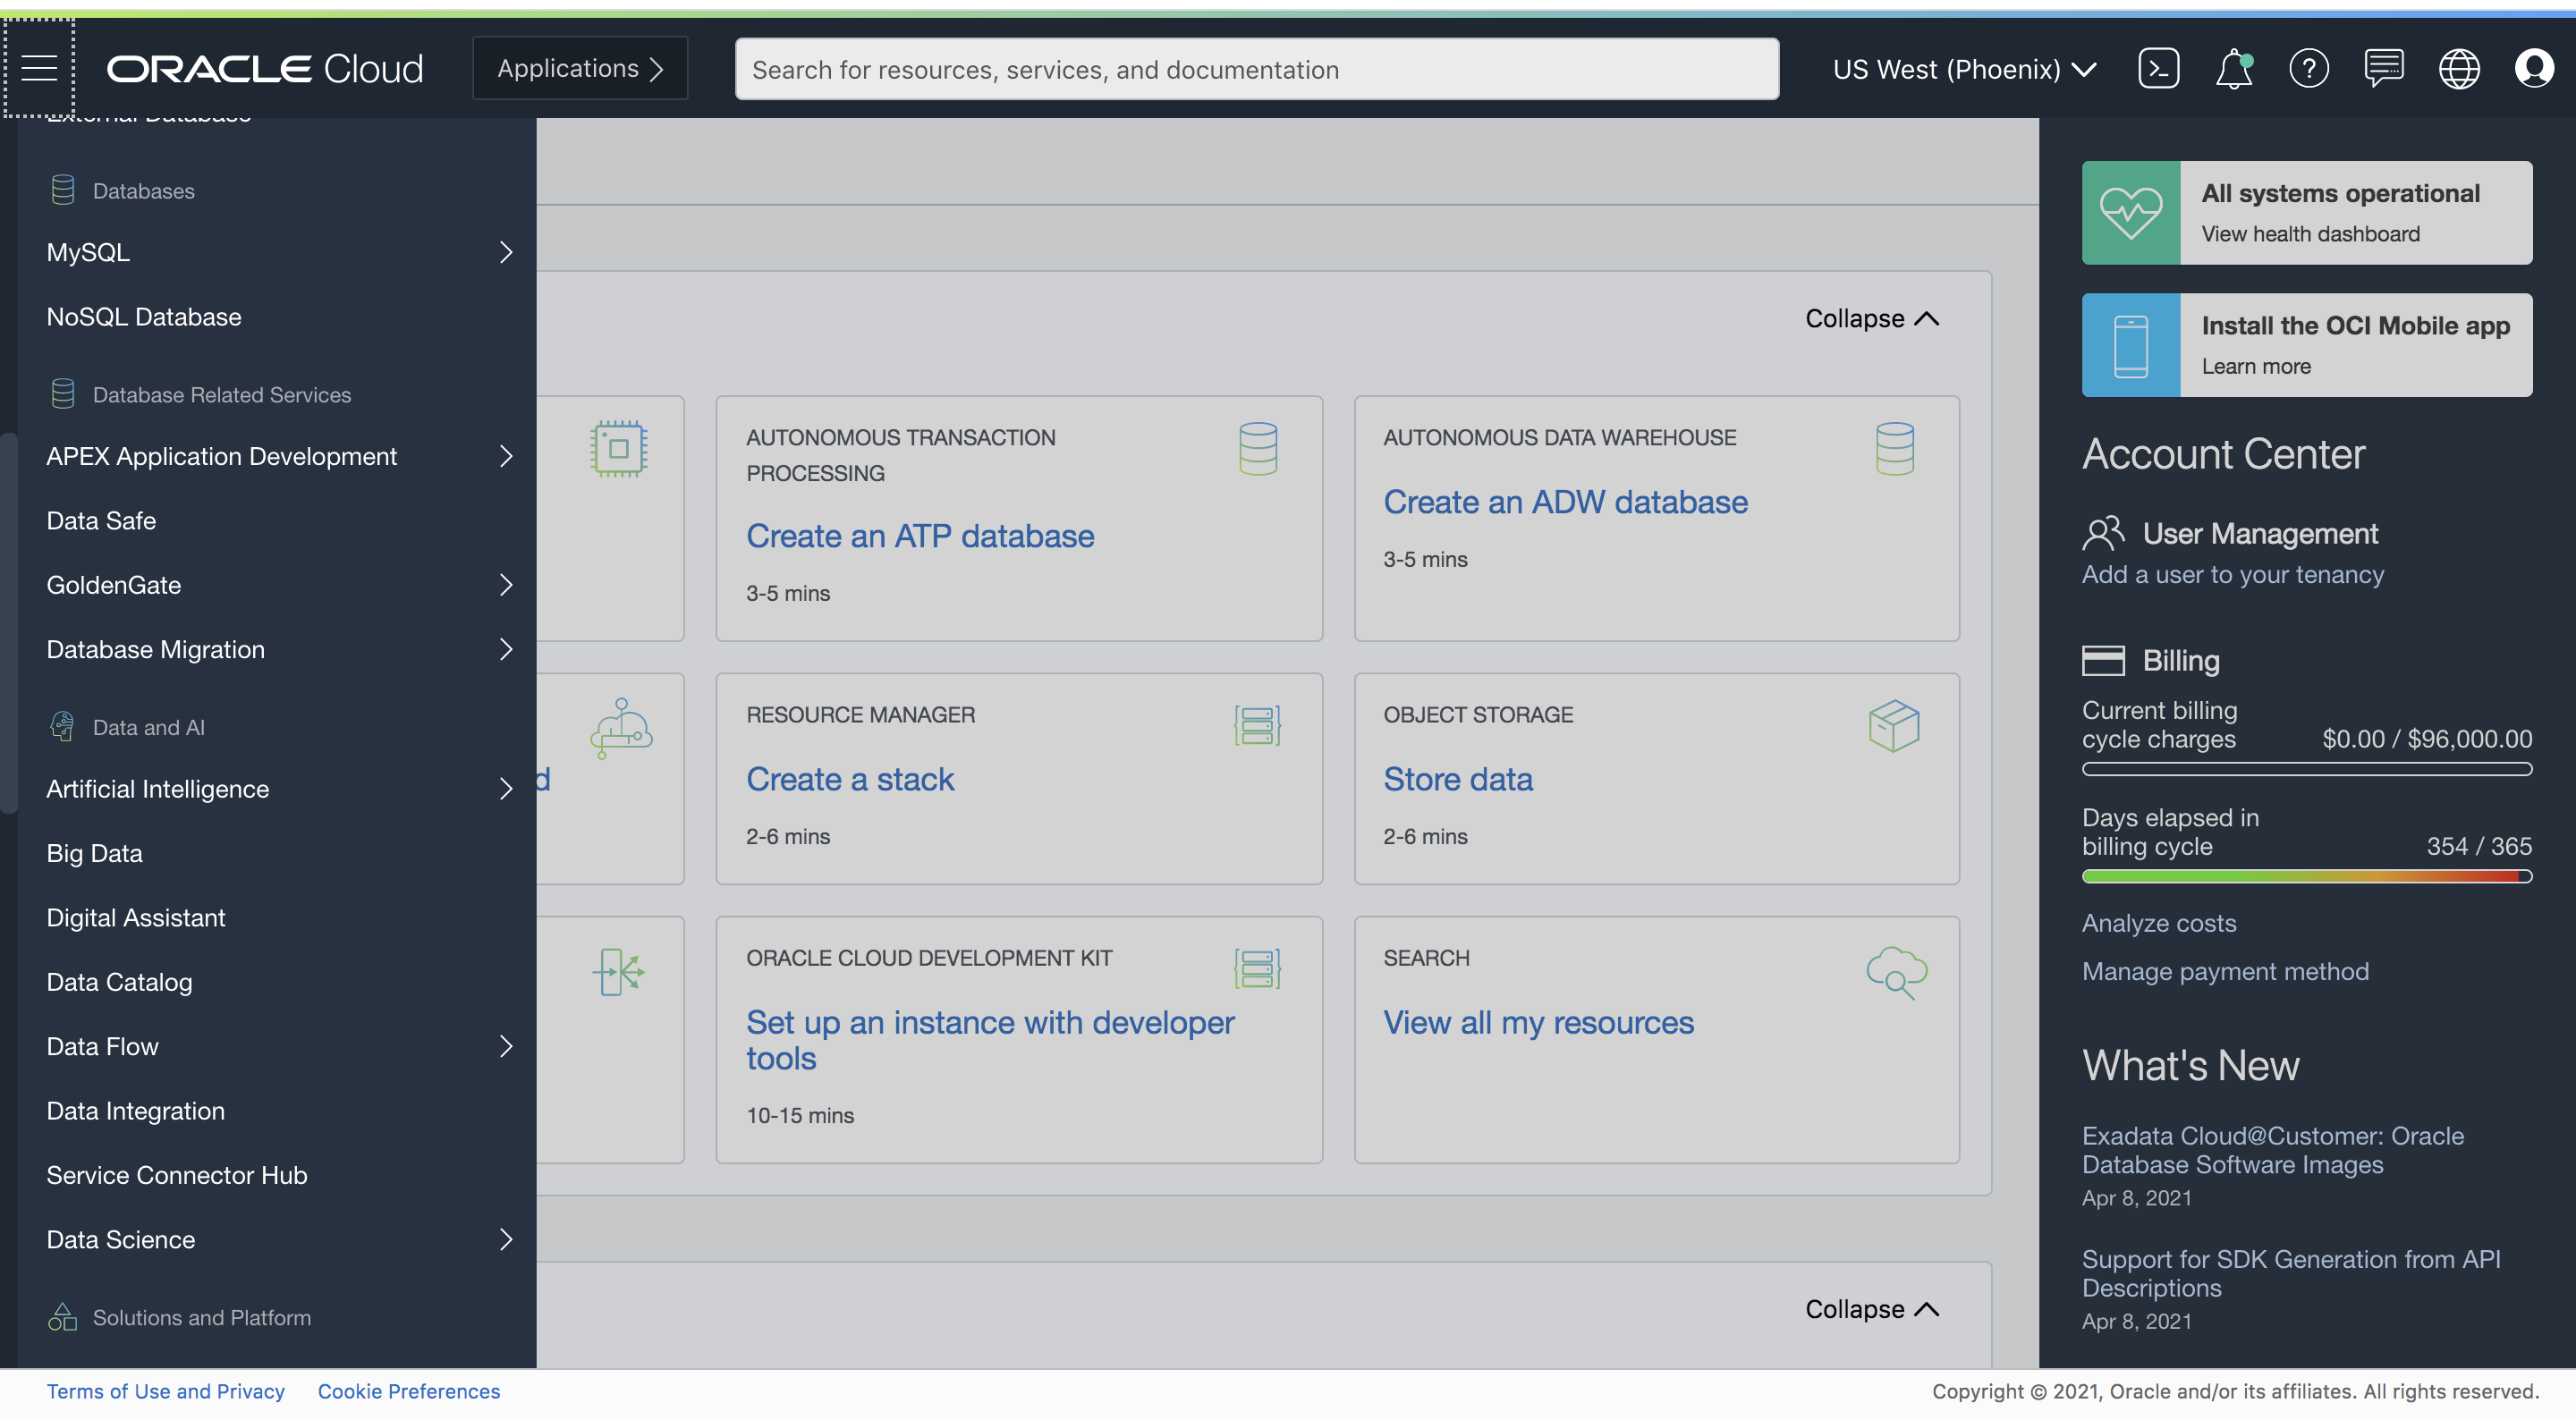 ORACLE Cloud
Applications
Search for resources, services, and documentation
US West (Phoenix)
External Database
Databases
MySQL
NoSQL Database
Database Related Services
APEX Application Development
Data Safe
GoldenGate
Database Migration
Data and AI
Artificial Intelligence
Big Data
Digital Assistant
Data Catalog
Data Flow
Data Integration
Service Connector Hub
Data Science
Solutions and Platform
Collapse
AUTONOMOUS TRANSACTION
PROCESSING
Create an ATP database
3-5 mins
AUTONOMOUS DATA WAREHOUSE
Create an ADW database
3-5 mins
d
RESOURCE MANAGER
Create a stack
2-6 mins
OBJECT STORAGE
Store data
2-6 mins
ORACLE CLOUD DEVELOPMENT KIT
Set up an instance with developer
tools
10-15 mins
SEARCH
View all my resources
Collapse
All systems operational
View health dashboard
Install the OCI Mobile app
Learn more
Account Center
User Management
Add a user to your tenancy
Billing
Current billing
cycle charges $0.00 / $96,000.00
Days elapsed in
billing cycle 354 / 365
Analyze costs
Manage payment method
What's New
Exadata Cloud@Customer: Oracle
Database Software Images
Apr 8, 2021
Support for SDK Generation from API
Descriptions
Apr 8, 2021
Terms of Use and Privacy Cookie Preferences
Copyright © 2021, Oracle and/or its affiliates. All rights reserved.